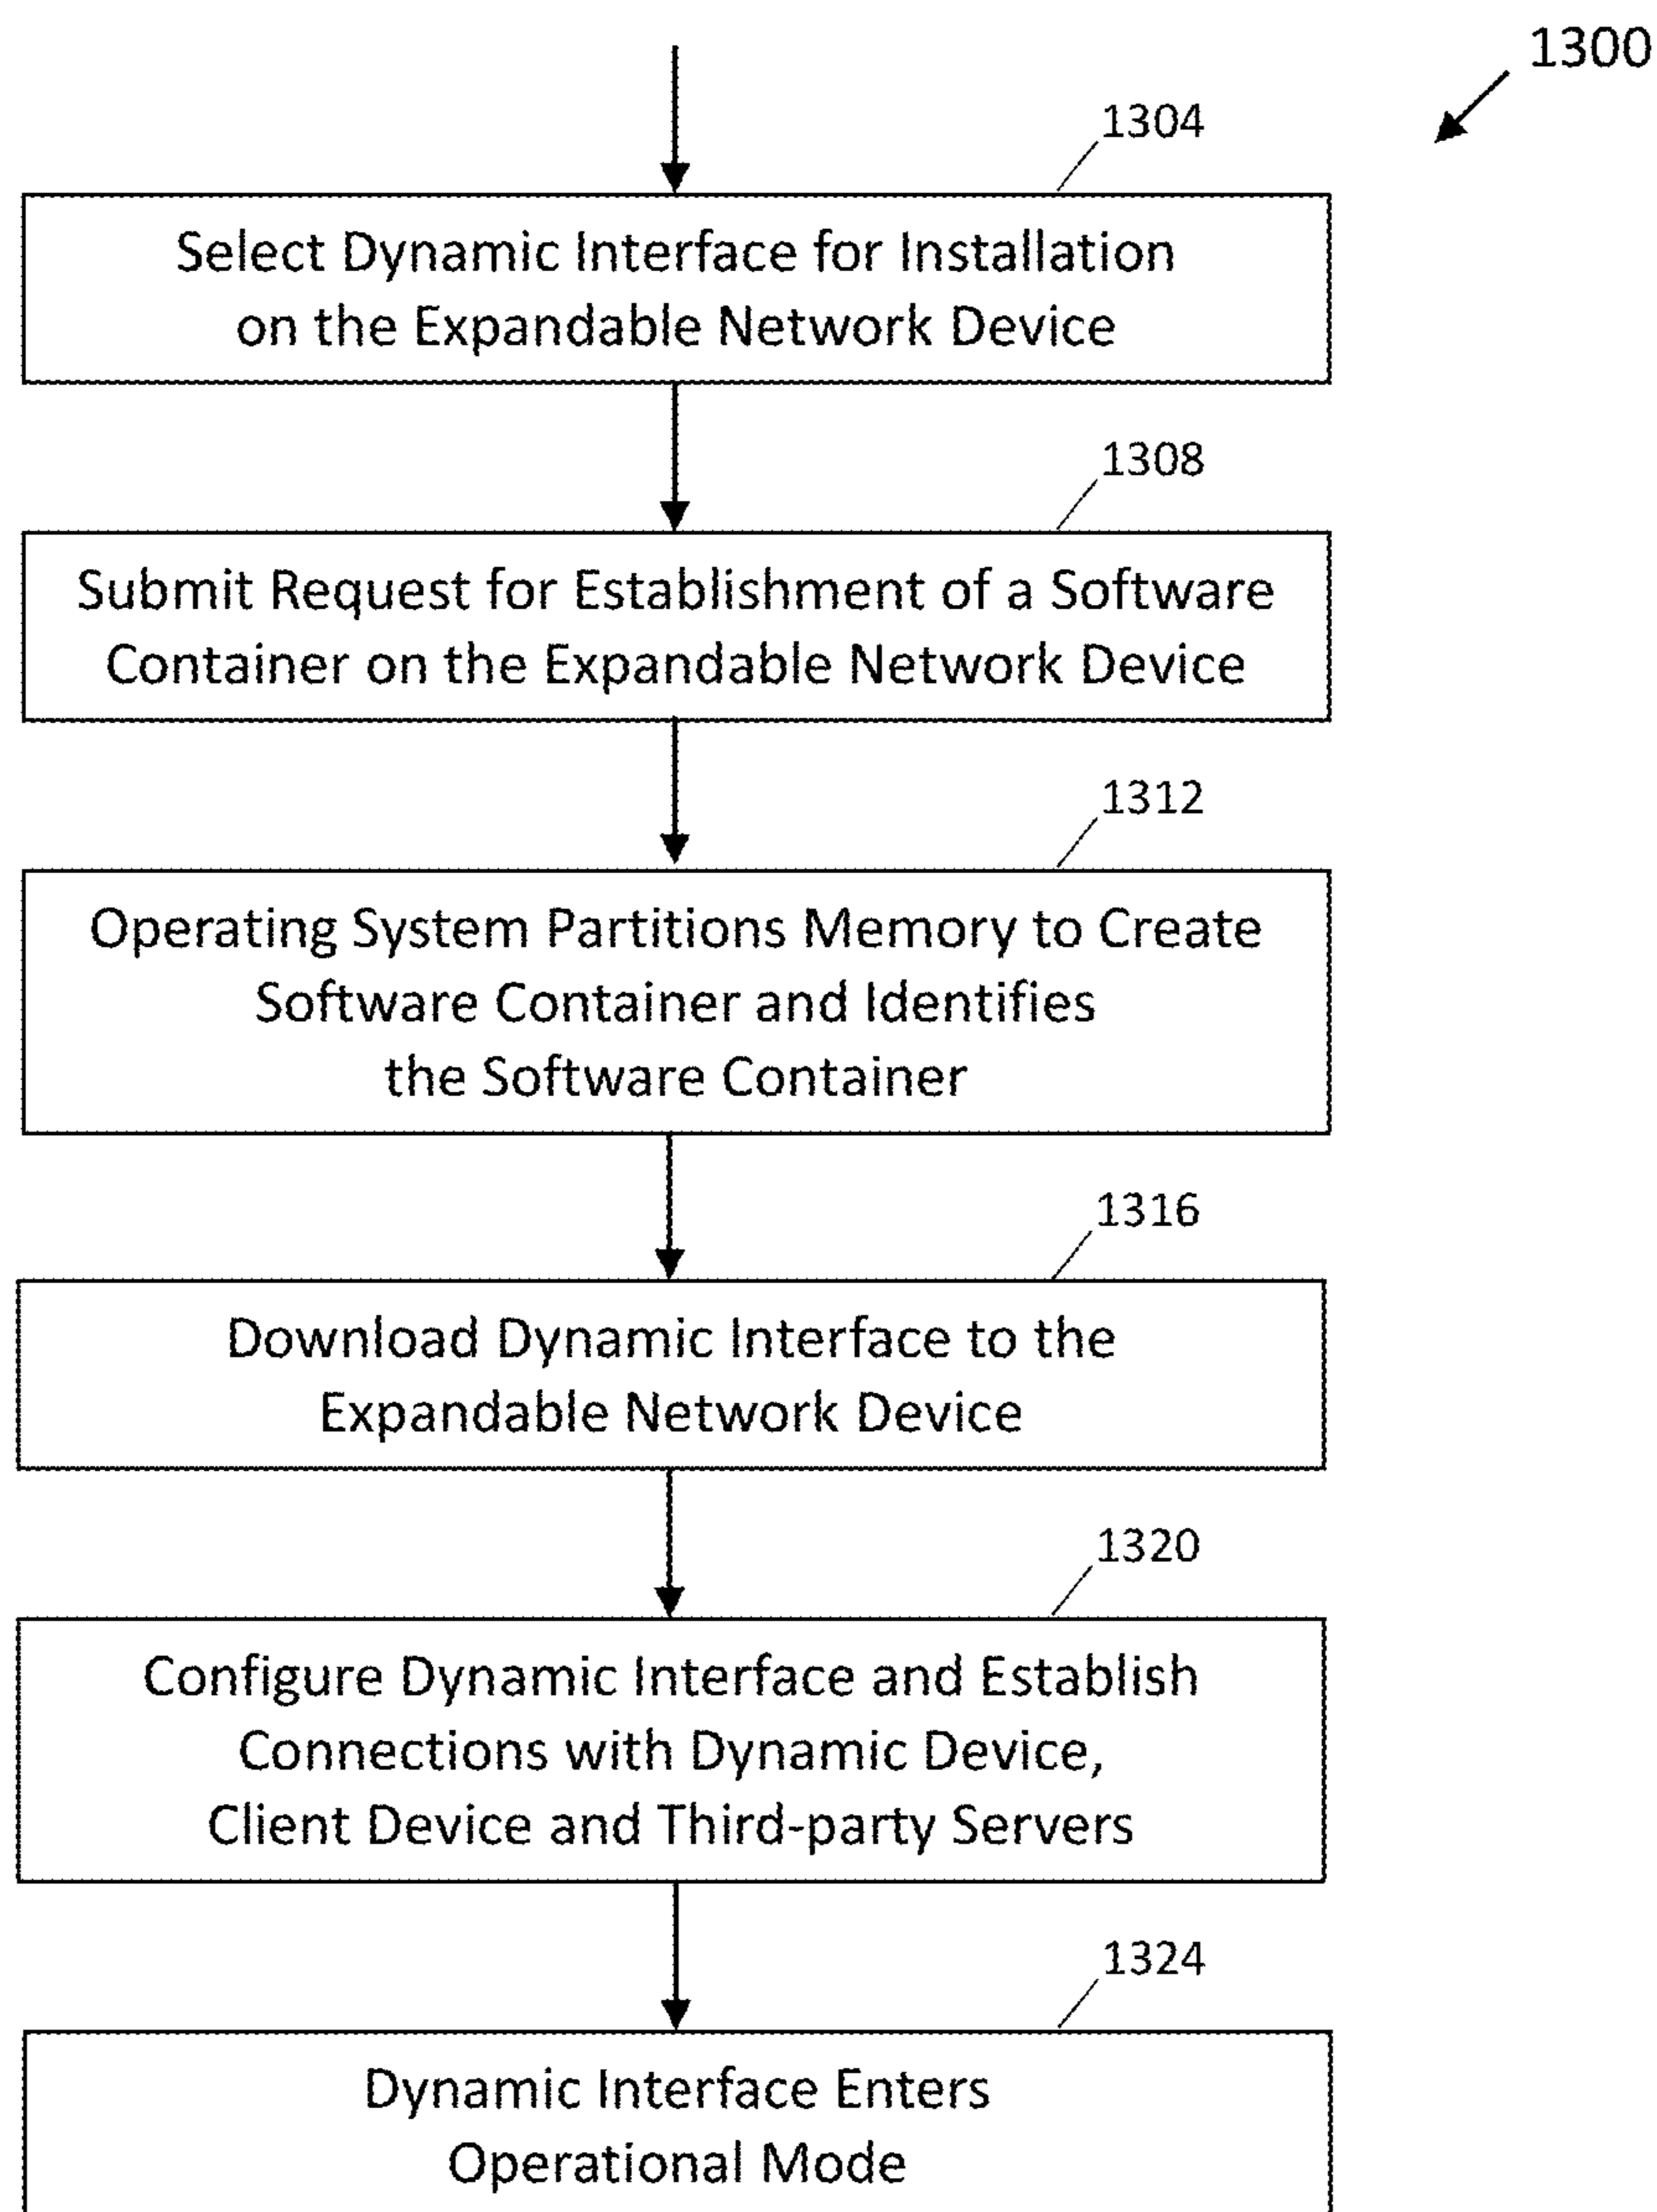 1300
1304
Select Dynamic Interface for Installation
on the Expandable Network Device
1308
Submit Request for Establishment of a Software
Container on the Expandable Network Device
1312
Operating System Partitions Memory to Create
Software Container and Identifies
the Software Container
1316
Download Dynamic Interface to the
Expandable Network Device
1320
Configure Dynamic Interface and Establish
Connections with Dynamic Device,
Client Device and Third-party Servers
1324
Dynamic Interface Enters
Operational Mode